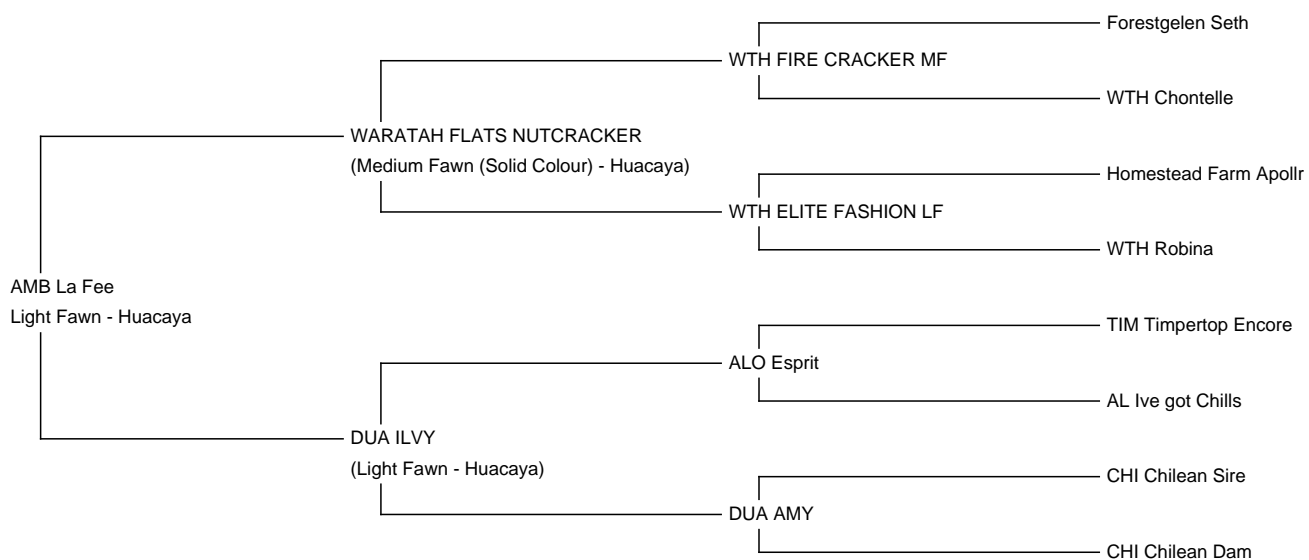 Forestgelen Seth
WTH FIRE CRACKER MF
WTH Chontelle
WARATAH FLATS NUTCRACKER
(Medium Fawn (Solid Colour) - Huacaya)
Homestead Farm Apollr
WTH ELITE FASHION LF
WTH Robina
AMB La Fee
Light Fawn - Huacaya
TIM Timpertop Encore
ALO Esprit
AL Ive got Chills
DUA ILVY
(Light Fawn - Huacaya)
CHI Chilean Sire
DUA AMY
CHI Chilean Dam